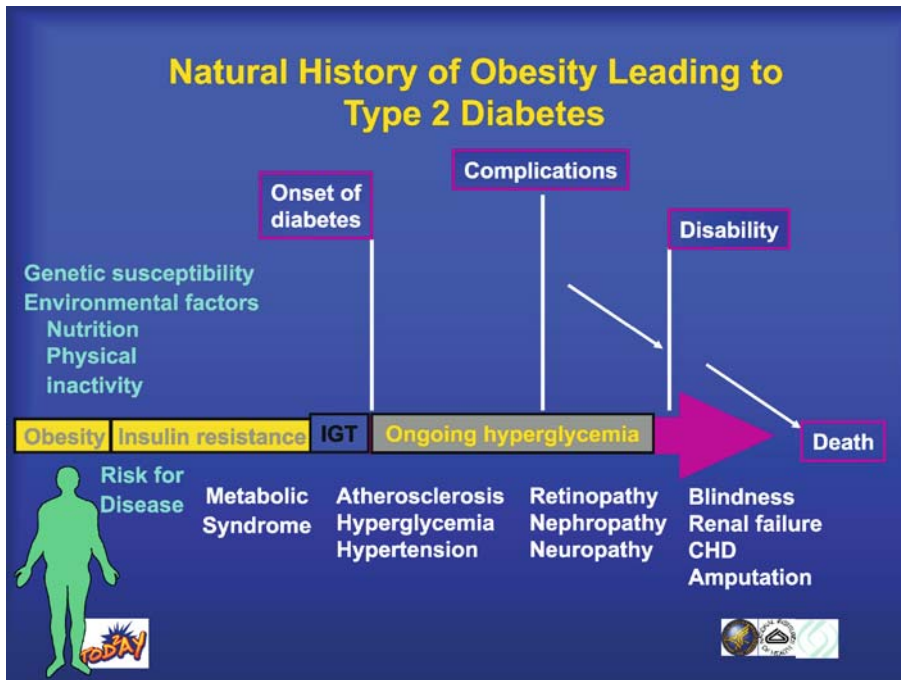 Natural History of Obesity Leading to
Type 2 Diabetes
Complications
Onset of
diabetes
Disability
Genetic susceptibility
Environmental factors
Nutrition
Physical
inactivity
Obesity
Insulin resistance
IGT
Ongoing hyperglycemia
Death
Risk for
Disease
Metabolic
Syndrome
Atherosclerosis
Hyperglycemia
Hypertension
Retinopathy
Nephropathy
Neuropathy
Blindness
Renal failure
CHD
Amputation
TODAY
2